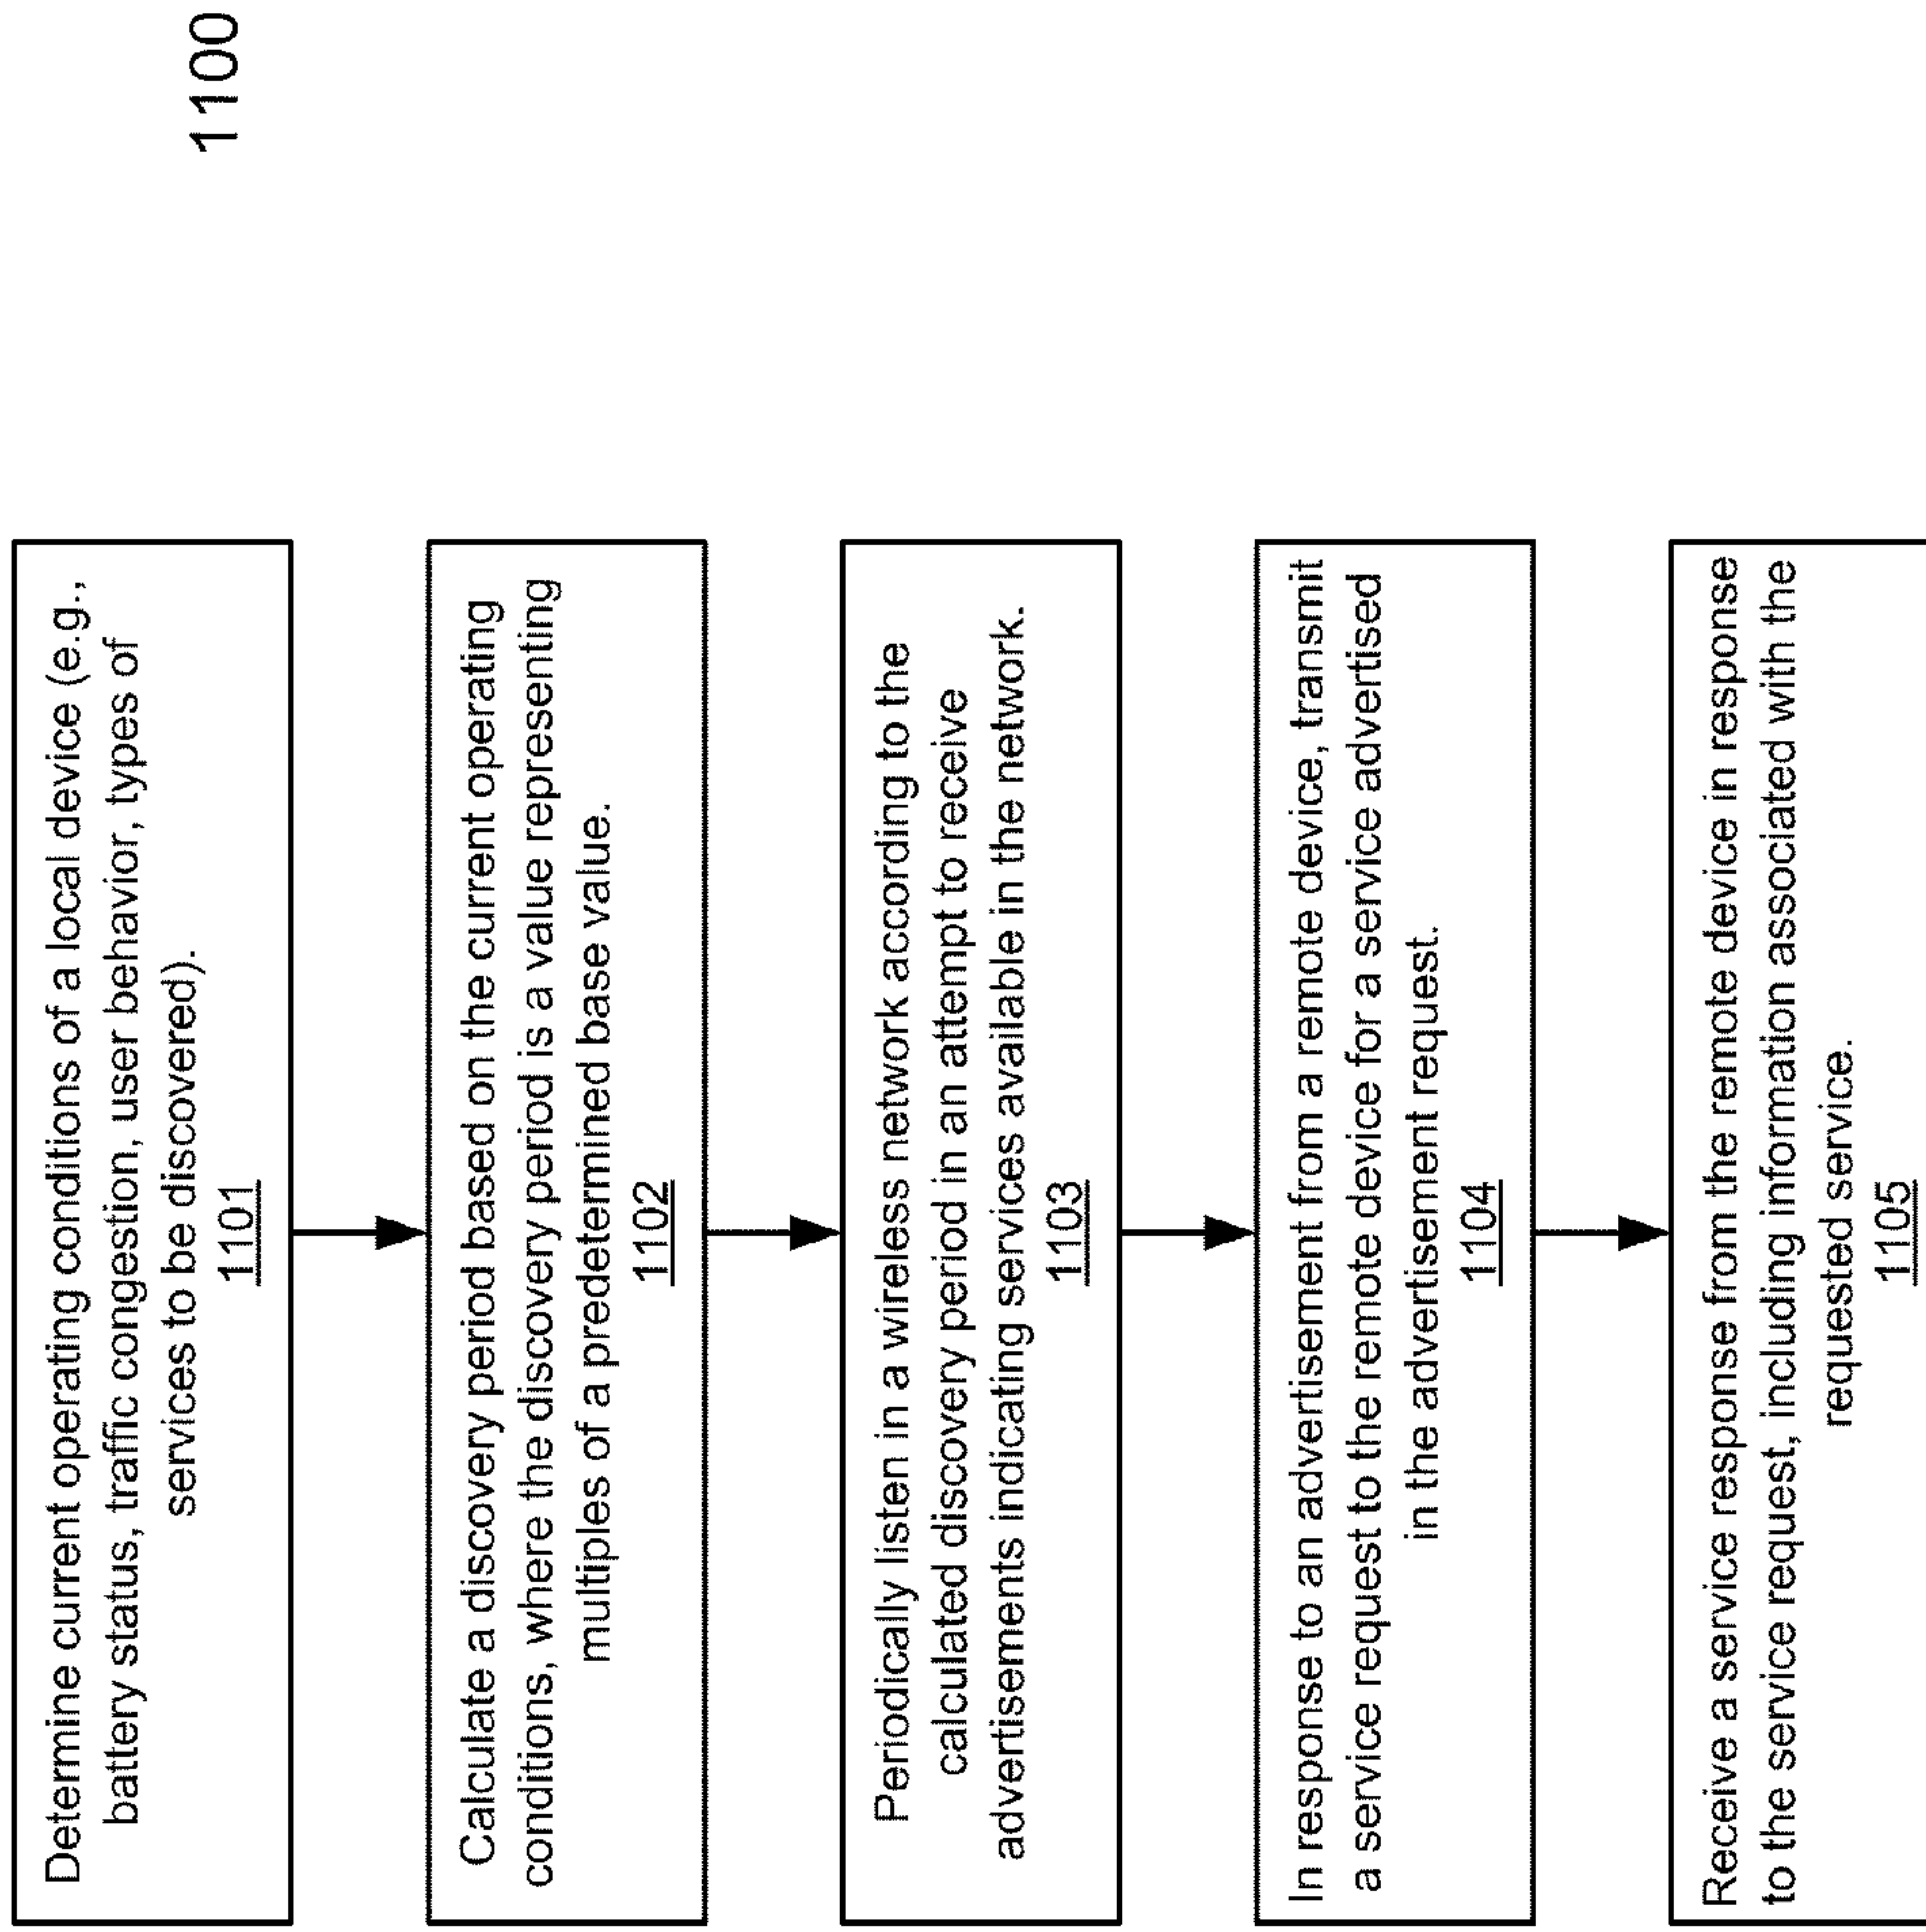 1100
Determine current operating conditions of a local device (e.g.,
battery status, traffic congestion, user behavior, types of
services to be discovered).
1101
Calculate a discovery period based on the current operating
conditions, where the discovery period is a value representing
multiples of a predetermined base value.
1102
Periodically listen in a wireless network according to the
calculated discovery period in an attempt to receive
advertisements indicating services available in the network.
1103
In response to an advertisement from a remote device, transmit
a service request to the remote device for a service advertised
in the advertisement request.
1104
Receive a service response from the remote device in response
to the service request, including information associated with the
requested service.
1105